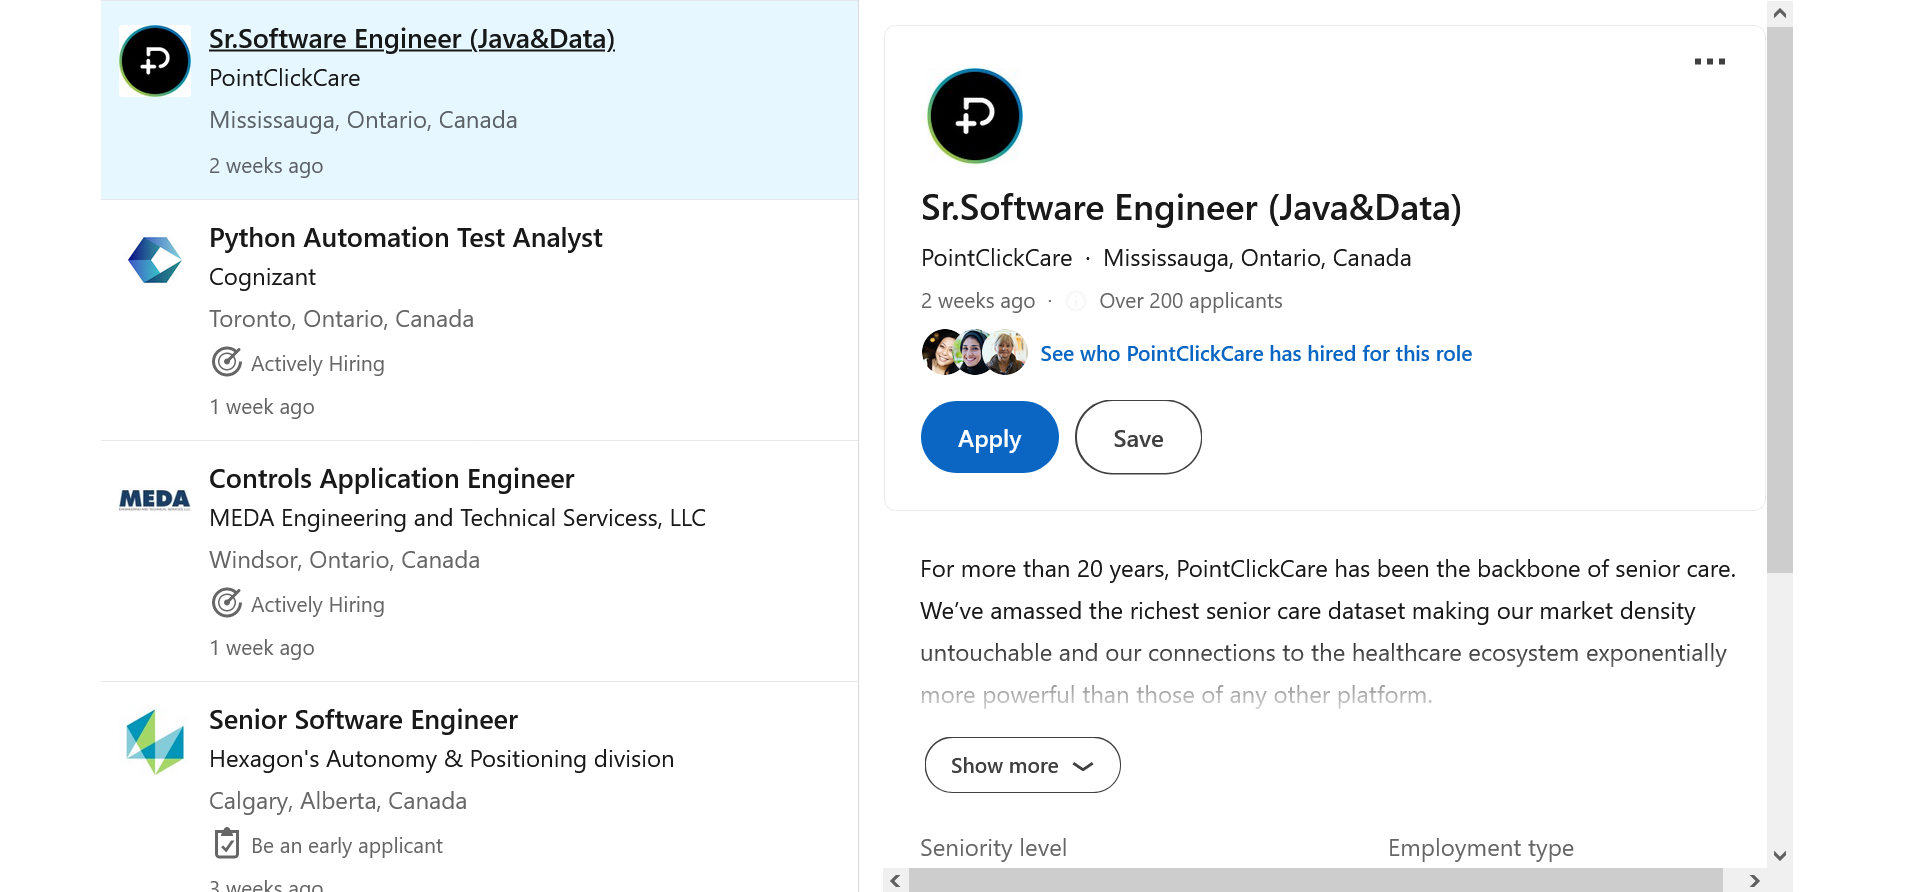 Sr.Software Engineer (Java&Data)
PointClickCare
Mississauga, Ontario, Canada
2 weeks ago
Python Automation Test Analyst
Cognizant
Toronto, Ontario, Canada
Actively Hiring
1 week ago
MEDA
Controls Application Engineer
MEDA Engineering and Technical Servicess, LLC
Windsor, Ontario, Canada
Actively Hiring
1 week ago
Senior Software Engineer
Hexagon's Autonomy & Positioning division
Calgary, Alberta, Canada
Be an early applicant
3 weeks ago
Sr.Software Engineer (Java&Data)
PointClickCare · Mississauga, Ontario, Canada
2 weeks ago · Over 200 applicants
See who PointClickCare has hired for this role
Apply Save
For more than 20 years, PointClickCare has been the backbone of senior care.
We’ve amassed the richest senior care dataset making our market density
untouchable and our connections to the healthcare ecosystem exponentially
more powerful than those of any other platform.
Show more
Seniority level Employment type